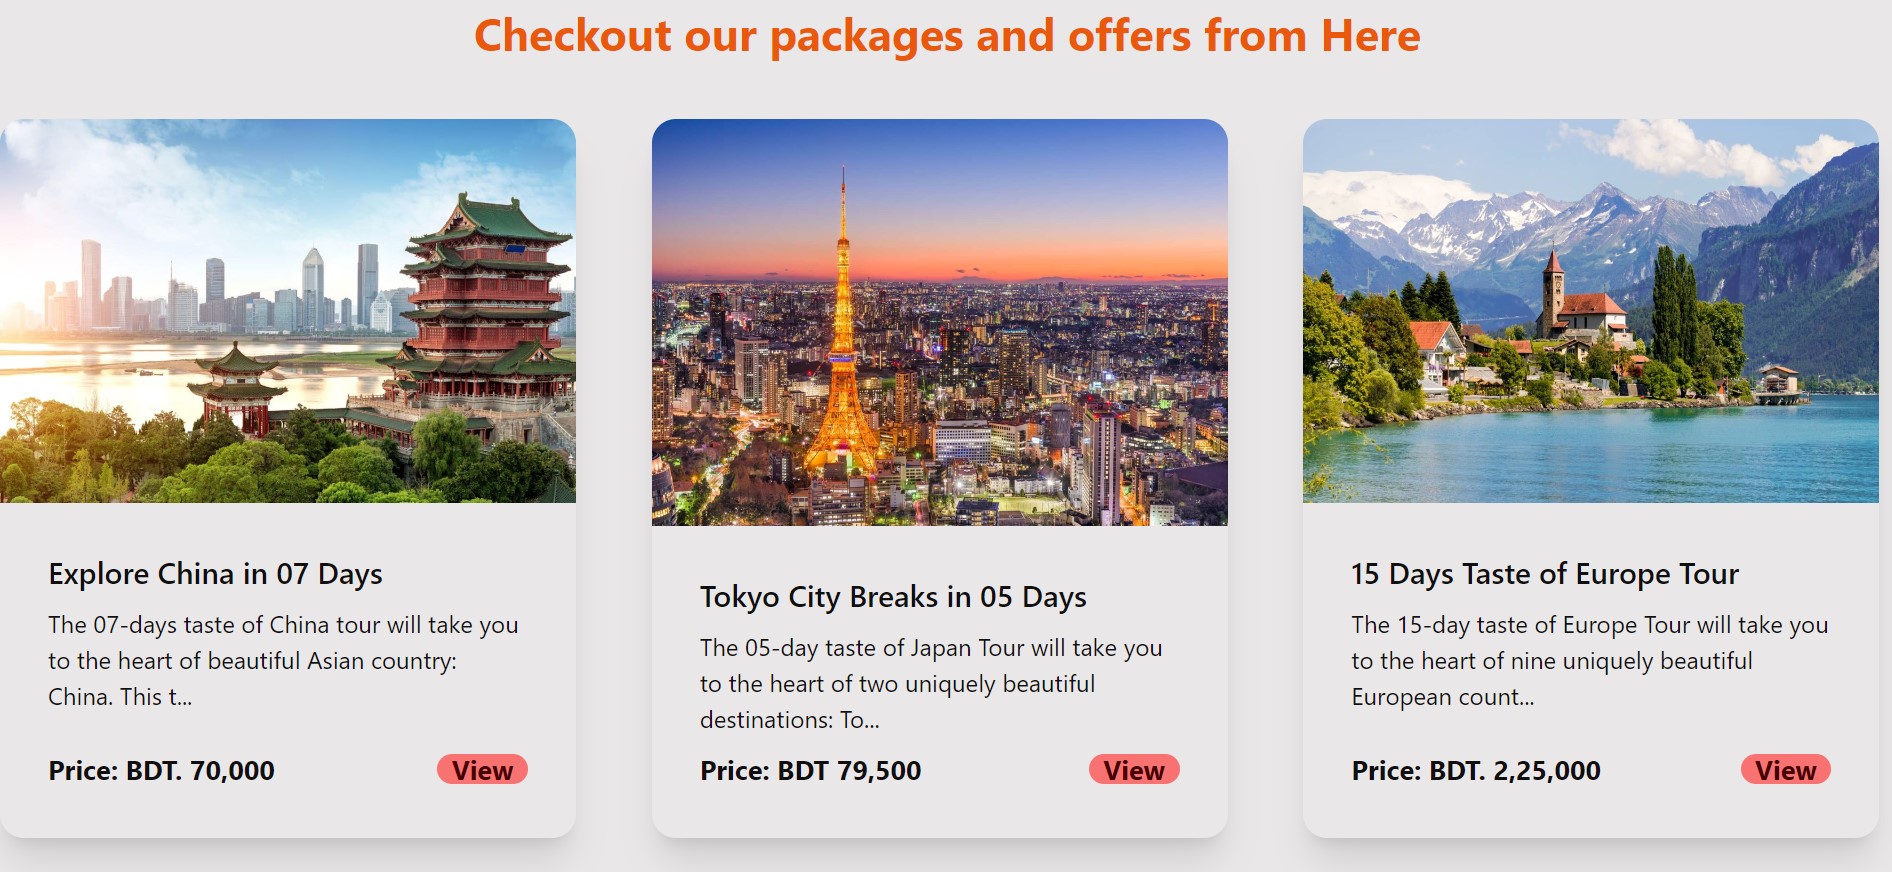 Checkout our packages and offers from Here
Explore China in 07 Days
The 07-days taste of China tour will take you
to the heart of beautiful Asian country:
China. This t...
Price: BDT. 70,000
View
Tokyo City Breaks in 05 Days
The 05-day taste of Japan Tour will take you
to the heart of two uniquely beautiful
destinations: To...
Price: BDT 79,500
View
15 Days Taste of Europe Tour
The 15-day taste of Europe Tour will take you
to the heart of nine uniquely beautiful
European count...
Price: BDT. 2,25,000
View